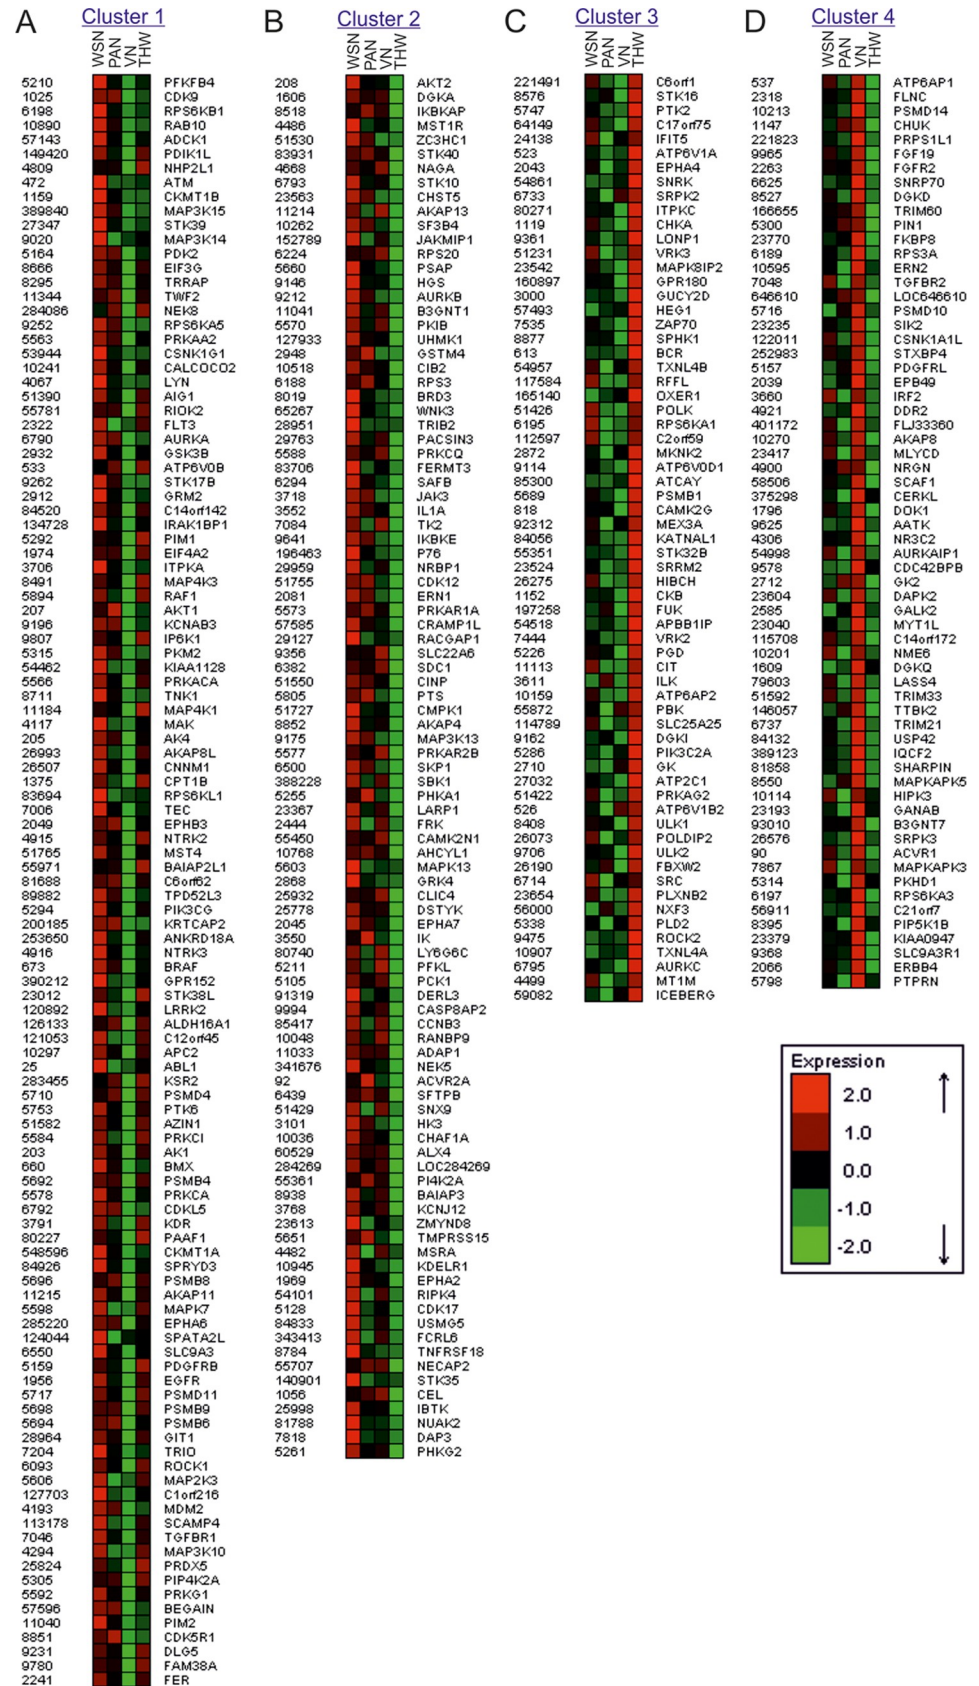 A
Cluster 1
WSN PAN VN THW
5210 PFKFB4
1025 CDK9
6198 RPS6KB1
10890 RAB10
57143 ADCK1
149420 PDIK1L
4809 NHP2L1
472 ATM
1159 CKMT1B
389840 MAP3K15
27347 STK39
9020 MAP3K14
5164 PDK2
8666 EIF3G
8295 TRRAP
11344 TWF2
284086 NEK8
9252 RPS6KA5
5563 PRKAA2
53944 CSNK1G1
10241 CALCOCO2
4067 LYN
51390 AIG1
55781 RIOK2
2322 FLT3
6790 AURKA
2932 GSK3B
533 ATP6V0B
9262 STK17B
2912 GRM2
84520 C14orf142
134728 IRAK1BP1
5292 PIM1
1974 EIF4A2
3706 ITPKA
8491 MAP4K3
5894 RAF1
207 AKT1
9196 KCNAB3
9807 IP6K1
5315 PKM2
54462 KIAA1128
5566 PRKACA
8711 TNK1
11184 MAP4K1
4117 MAK
205 AK4
26993 AKAP8L
26507 CNNM1
1375 CPT1B
83694 RPS6KL1
7006 TEC
2049 EPHB3
4915 NTRK2
51765 MST4
55971 BAIAP2L1
81688 C6orf62
89882 TPD52L3
5294 PIK3CG
200185 KRTCAP2
253650 ANKRD18A
4916 NTRK3
673 BRAF
390212 GPR152
23012 STK38L
120892 LRRK2
126133 ALDH16A1
121053 C12orf45
10297 APC2
25 ABL1
283455 KSR2
5710 PSMD4
5753 PTK6
51582 AZIN1
5584 PRKCI
203 AK1
660 BMX
5692 PSMB4
5578 PRKCA
6792 CDKL5
3791 KDR
80227 PAAF1
548596 CKMT1A
84926 SPRYD3
5696 PSMB8
11215 AKAP11
5598 MAPK7
285220 EPHA6
124044 SPATA2L
6550 SLC9A3
5159 PDGFRB
1956 EGFR
5717 PSMD11
5698 PSMB9
5694 PSMB6
28964 GIT1
7204 TRIO
6093 ROCK1
5606 MAP2K3
127703 C1orf216
4193 MDM2
113178 SCAMP4
7046 TGFBR1
4294 MAP3K10
25824 PRDX5
5305 PIP4K2A
5592 PRKG1
57596 BEGAIN
11040 PIM2
8851 CDK5R1
9231 DLG5
9780 FAM38A
2241 FER
B
Cluster 2
WSN PAN VN THW
208 AKT2
1606 DGKA
8518 IKBKAP
4486 MST1R
51530 ZC3HC1
83931 STK40
4668 NAGA
6793 STK10
23563 CHST5
11214 AKAP13
10262 SF3B4
152789 JAKMIP1
6224 RPS20
5660 PSAP
9146 HGS
9212 AURKB
11041 B3GNT1
5570 PKIB
127933 UHMK1
2948 GSTM4
10518 CIB2
6188 RPS3
8019 BRD3
65267 WNK3
28951 TRIB2
29763 PACSIN3
5588 PRKCQ
83706 FERMT3
6294 SAFB
3718 JAK3
3552 IL1A
7084 TK2
9641 IKBKE
196463 P76
29959 NRBP1
51755 CDK12
2081 ERN1
5573 PRKAR1A
57585 CRAMP1L
29127 RACGAP1
9356 SLC22A6
6382 SDC1
51550 CINP
5805 PTS
51727 CMPK1
8852 AKAP4
9175 MAP3K13
5577 PRKAR2B
6500 SKP1
388228 SBK1
5255 PHKA1
23367 LARP1
2444 FRK
55450 CAMK2N1
10768 AHCYL1
5603 MAPK13
2868 GRK4
25932 CLIC4
25778 DSTYK
2045 EPHA7
3550 IK
80740 LY6G6C
5211 PFKL
5105 PCK1
91319 DERL3
9994 CASP8AP2
85417 CCNB3
10048 RANBP9
11033 ADAP1
341676 NEK5
92 ACVR2A
6439 SFTPB
51429 SNX9
3101 HK3
10036 CHAF1A
60529 ALX4
284269 LOC284269
55361 PI4K2A
8938 BAIAP3
3768 KCNJ12
23613 ZMYND8
5651 TMPRSS15
4482 MSRA
10945 KDELR1
1969 EPHA2
54101 RIPK4
5128 CDK17
84833 USMG5
343413 FCRL6
8784 TNFRSF18
55707 NECAP2
140901 STK35
1056 CEL
25998 IBTK
81788 NUAK2
7818 DAP3
5261 PHKG2
C
Cluster 3
WSN PAN VN THW
221491 C6orf1
8576 STK16
5747 PTK2
64149 C17orf75
24138 IFIT5
523 ATP6V1A
2043 EPHA4
54861 SNRK
6733 SRPK2
80271 ITPKC
1119 CHKA
9361 LONP1
51231 VRK3
23542 MAPK8IP2
160897 GPR180
3000 GUCY2D
57493 HEG1
7535 ZAP70
8877 SPHK1
613 BCR
54957 TXNL4B
117584 RFFL
165140 OXER1
51426 POLK
6195 RPS6KA1
112597 C2orf59
2872 MKNK2
9114 ATP6V0D1
85300 ATCAY
5689 PSMB1
818 CAMK2G
92312 MEX3A
84056 KATNAL1
55351 STK32B
23524 SRRM2
26275 HIBCH
1152 CKB
197258 FUK
54518 APBB1IP
7444 VRK2
5226 PGD
11113 CIT
3611 ILK
10159 ATP6AP2
55872 PBK
114789 SLC25A25
9162 DGKI
5286 PIK3C2A
2710 GK
27032 ATP2C1
51422 PRKAG2
526 ATP6V1B2
8408 ULK1
26073 POLDIP2
9706 ULK2
26190 FBXW2
6714 SRC
23654 PLXNB2
56000 NXF3
5338 PLD2
9475 ROCK2
10907 TXNL4A
6795 AURKC
4499 MT1M
59082 ICEBERG
D
Cluster 4
WSN PAN VN THW
537 ATP6AP1
2318 FLNC
10213 PSMD14
1147 CHUK
221823 PRPS1L1
9965 FGF19
2263 FGFR2
6625 SNRP70
8527 DGKD
166655 TRIM60
5300 PIN1
23770 FKBP8
6189 RPS3A
10595 ERN2
7048 TGFBR2
646610 LOC646610
5716 PSMD10
23235 SIK2
122011 CSNK1A1L
252983 STXBP4
5157 PDGFRL
2039 EPB49
3660 IRF2
4921 DDR2
401172 FLJ33360
10270 AKAP8
23417 MLYCD
4900 NRGN
58506 SCAF1
375298 CERKL
1796 DOK1
9625 AATK
4306 NR3C2
54998 AURKAIP1
9578 CDC42BPB
2712 GK2
23604 DAPK2
2585 GALK2
23040 MYT1L
115708 C14orf172
10201 NME6
1609 DGKQ
79603 LASS4
51592 TRIM33
146057 TTBK2
6737 TRIM21
84132 USP42
389123 IQCF2
81858 SHARPIN
8550 MAPKAPK5
10114 HIPK3
23193 GANAB
93010 B3GNT7
26576 SRPK3
90 ACVR1
7867 MAPKAPK3
5314 PKHD1
6197 RPS6KA3
56911 C21orf7
8395 PIP5K1B
23379 KIAA0947
9368 SLC9A3R1
2066 ERBB4
5798 PTPRN
Expression
2.0
1.0
0.0
-1.0
-2.0